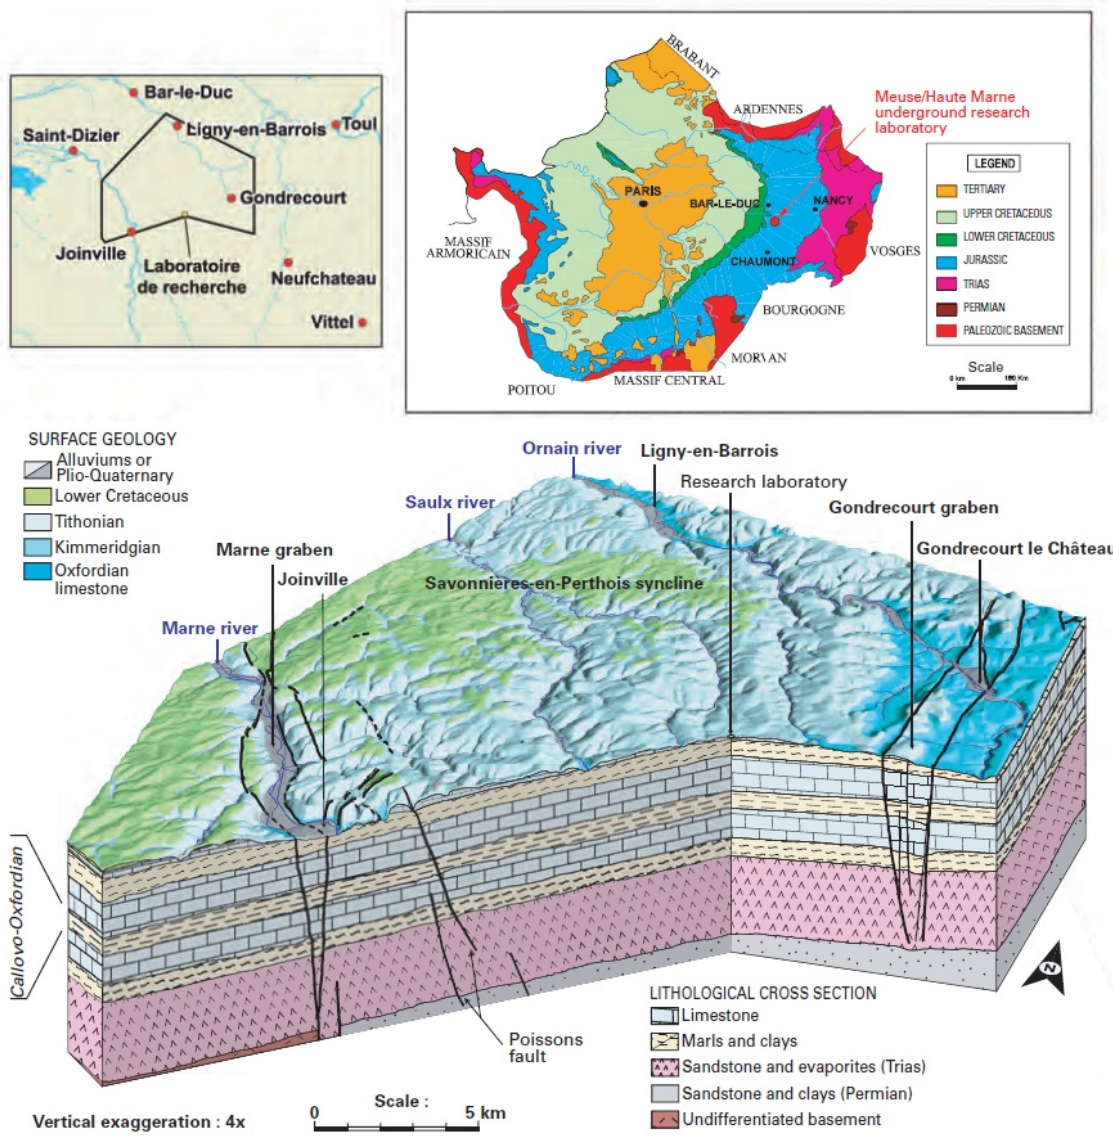 Bar-le-Duc
Ligny-en-Barrois
Toul
Saint-Dizier
Gondrecourt
Joinville
Laboratoire
de recherche
Neufchateau
Vittel
BRABANT
ARDENNES
Meuse/Haute Marne
underground research
laboratory
PARIS
BAR-LE-DUC
NANCY
MASSIF
ARMORICAIN
VOSGES
CHAUMONT
BOURGOGNE
MORVAN
MASSIF CENTRAL
POITOU
LEGEND
TERTIARY
UPPER CRETACEOUS
LOWER CRETACEOUS
JURASSIC
TRIAS
PERMIAN
PALEOZOIC BASEMENT
Scale
0 km 100 Km
SURFACE GEOLOGY
Alluviums or
Plio-Quaternary
Lower Cretaceous
Tithonian
Kimmeridgian
Oxfordian
limestone
Ornain river
Ligny-en-Barrois
Research laboratory
Saulx river
Gondrecourt graben
Marne graben
Gondrecourt le Château
Joinville
Savonnières-en-Perthois syncline
Marne river
Callovo-Oxfordian
N
Poissons
fault
LITHOLOGICAL CROSS SECTION
Limestone
Marls and clays
Sandstone and evaporites (Trias)
Sandstone and clays (Permian)
Undifferentiated basement
Vertical exaggeration : 4x
Scale :
0 5 km